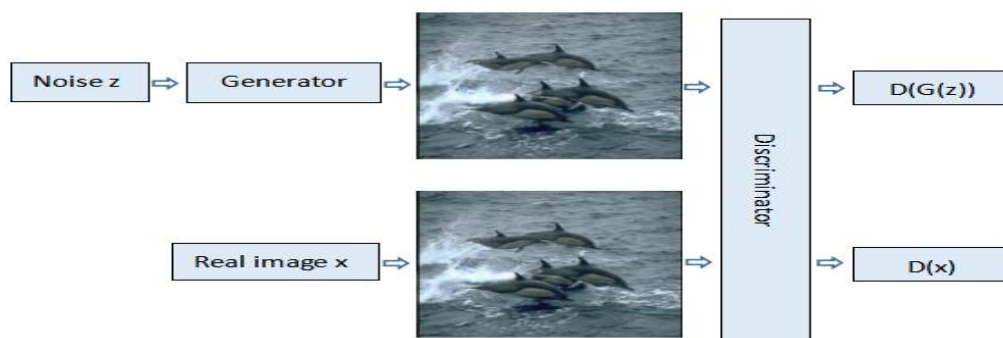 Noise z
Generator
D(G(z))
Discriminator
Real image x
D(x)